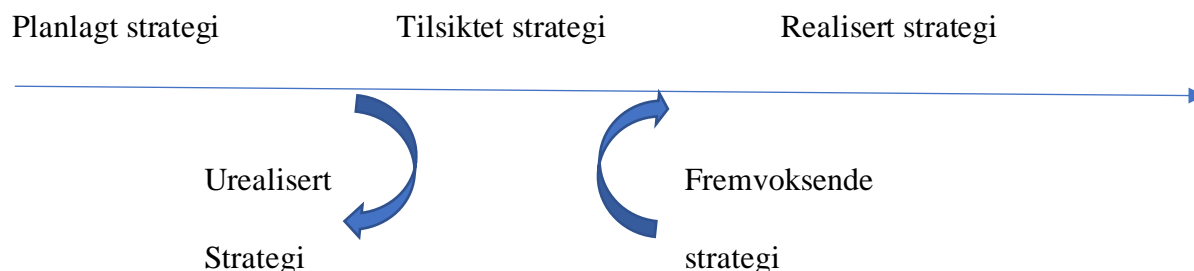 Planlagt strategi Tilsiktet strategi Realisert strategi
Urealisert Fremvoksende
Strategi strategi